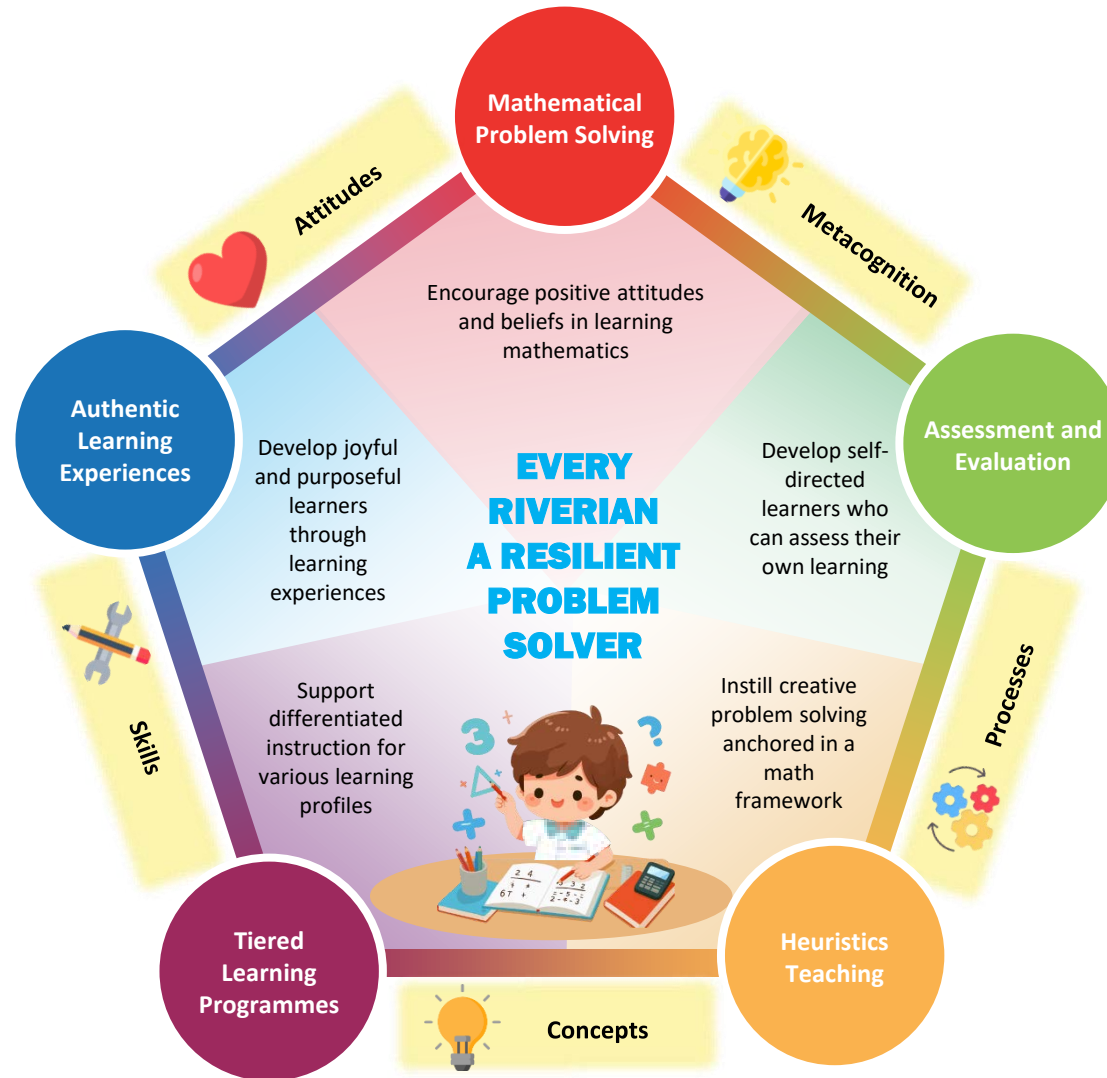 Mathematical
Problem Solving
Attitudes
Metacognition
Encourage positive attitudes
and beliefs in learning
mathematics
Authentic
Learning
Experiences
Assessment and
Evaluation
Develop joyful
and purposeful
learners
through
learning
experiences
EVERY
RIVERIAN
A RESILIENT
PROBLEM
SOLVER
Develop self-
directed
learners who
can assess their
own learning
Skills
Support
differentiated
instruction for
various learning
profiles
Instill creative
problem solving
anchored in a
math
framework
Processes
3
?
Tiered
Learning
Programmes
Heuristics
Teaching
Concepts